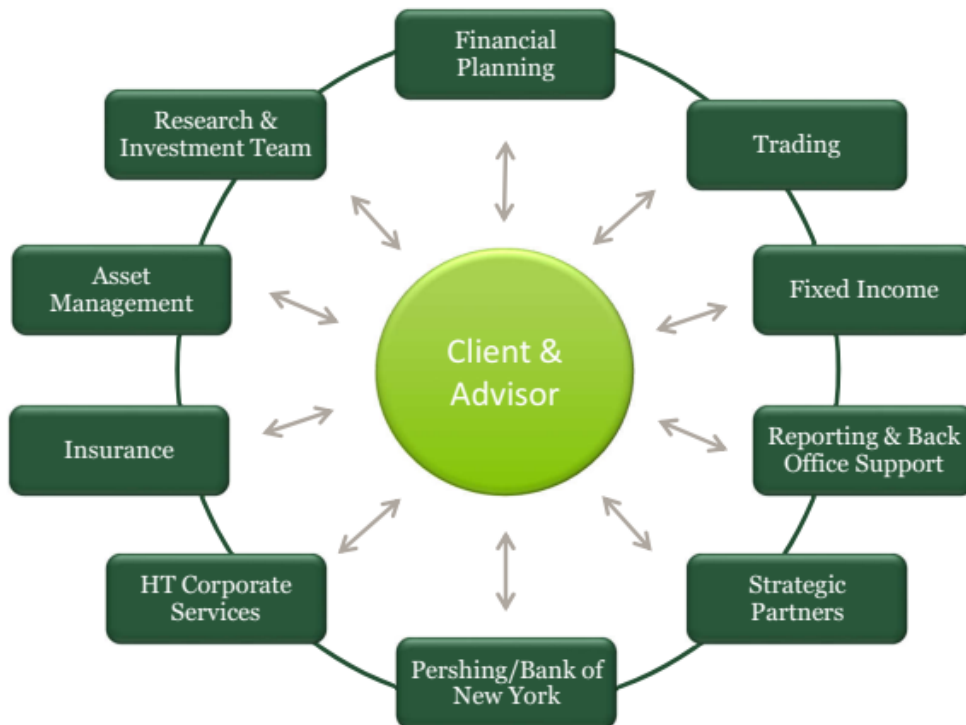 Financial
Planning
Trading
Fixed Income
Reporting & Back
Office Support
Strategic
Partners
Pershing/Bank of
New York
HT Corporate
Services
Insurance
Asset
Management
Research &
Investment Team
Client &
Advisor